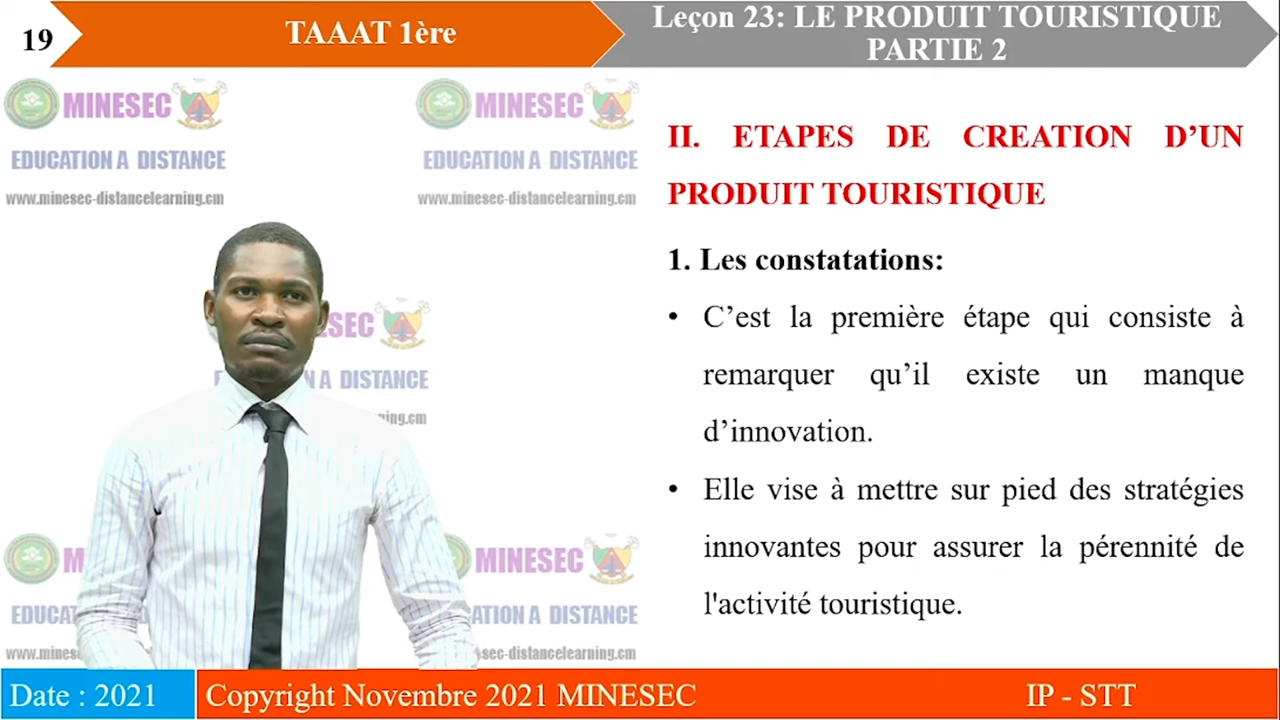 19
TAAAT 1ère
Leçon 23: LE PRODUIT TOURISTIQUE
PARTIE 2
MINESEC
EDUCATION A DISTANCE
www.minesec-distancelearning.cm
MINESEC
EDUCATION A DISTANCE
www.minesec-distancelearning.cm
II. ETAPES DE CREATION D’UN
PRODUIT TOURISTIQUE
1. Les constatations:
• C’est la première étape qui consiste à
remarquer qu’il existe un manque
d’innovation.
• Elle vise à mettre sur pied des stratégies
innovantes pour assurer la pérennité de
l'activité touristique.
MINESEC
Date : 2021
Copyright Novembre 2021 MINESEC
IP - STT